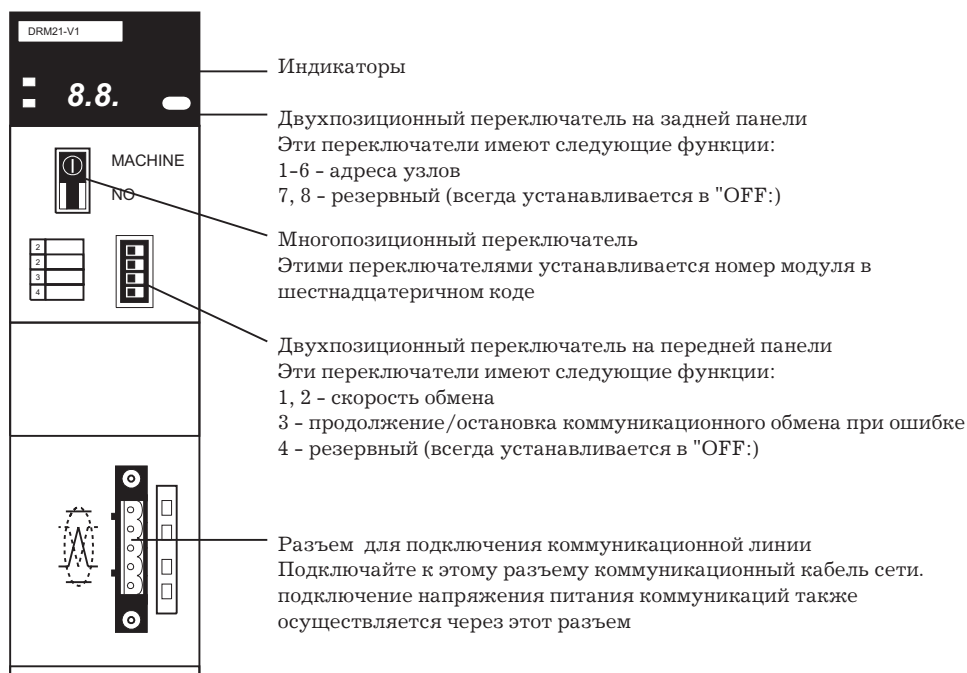 DRM21-V1
8.8.
MACHINE
NO
2
2
3
4
Индикаторы
Двухпозиционный переключатель на задней панели
Эти переключатели имеют следующие функции:
1-6 - адреса узлов
7, 8 - резервный (всегда устанавливается в "OFF:)
Многопозиционный переключатель
Этими переключателями устанавливается номер модуля в
шестнадцатеричном коде
Двухпозиционный переключатель на передней панели
Эти переключатели имеют следующие функции:
1, 2 - скорость обмена
3 - продолжение/остановка коммуникационного обмена при ошибке
4 - резервный (всегда устанавливается в "OFF:)
Разъем для подключения коммуникационной линии
Подключайте к этому разъему коммуникационный кабель сети.
подключение напряжения питания коммуникаций также
осуществляется через этот разъем